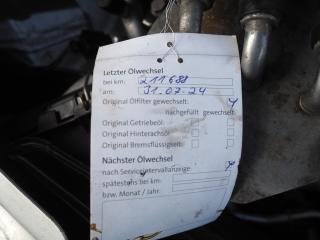 Letzter Ölwechsel
bei km: 211.688
am: 31.07.24
Original Ölfilter gewechselt:
nachgefüllt gewechselt
Original Getriebeöl:
Original Hinterachsöl:
Original Bremsflüssigkeit:
Nächster Ölwechsel
nach Serviceintervallanzeige:
spätestens bei km:
bzw. Monat / Jahr: